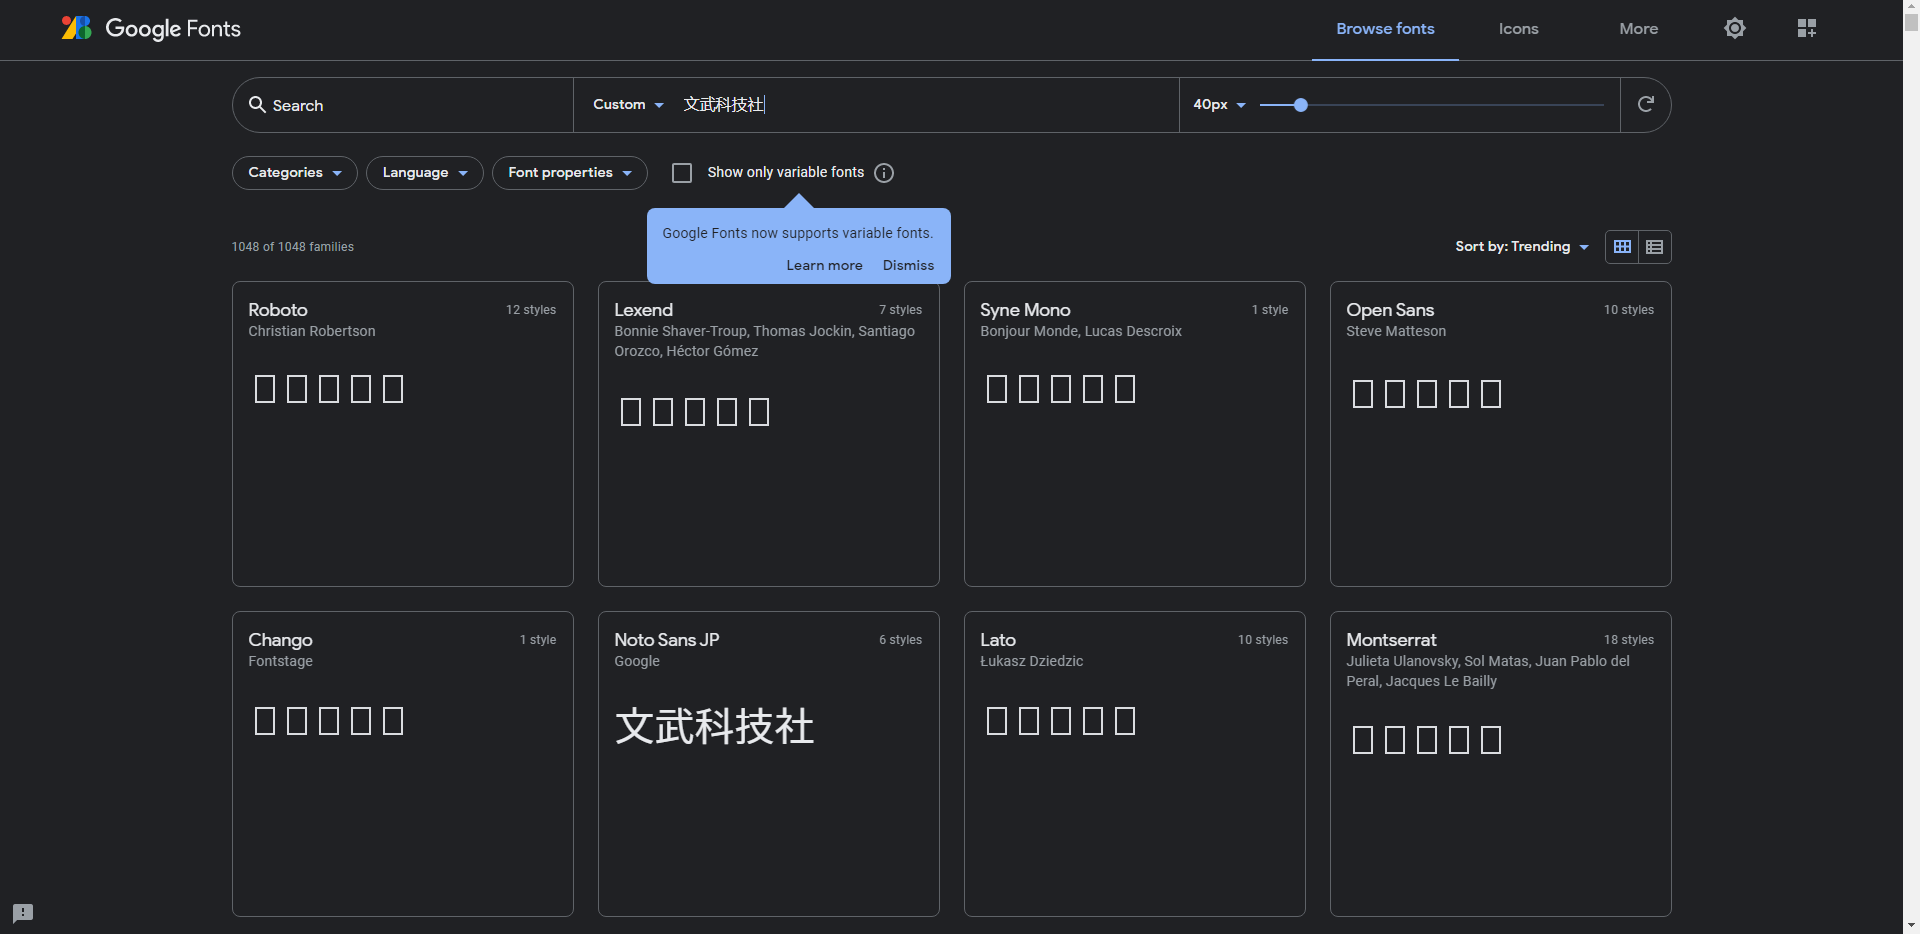 Google Fonts
Browse fonts
Icons
More
Search
Custom
文武科技社
40px
Categories
Language
Font properties
Show only variable fonts
Google Fonts now supports variable fonts.
Learn more
Dismiss
1048 of 1048 families
Sort by: Trending
Roboto
12 styles
Christian Robertson
Lexend
7 styles
Bonnie Shaver-Troup, Thomas Jockin, Santiago
Orozco, Héctor Gómez
Syne Mono
1 style
Bonjour Monde, Lucas Descroix
Open Sans
10 styles
Steve Matteson
Chango
1 style
Fontstage
Noto Sans JP
6 styles
Google
文武科技社
Lato
10 styles
Łukasz Dziedzic
Montserrat
18 styles
Julieta Ulanovsky, Sol Matas, Juan Pablo del
Peral, Jacques Le Bailly